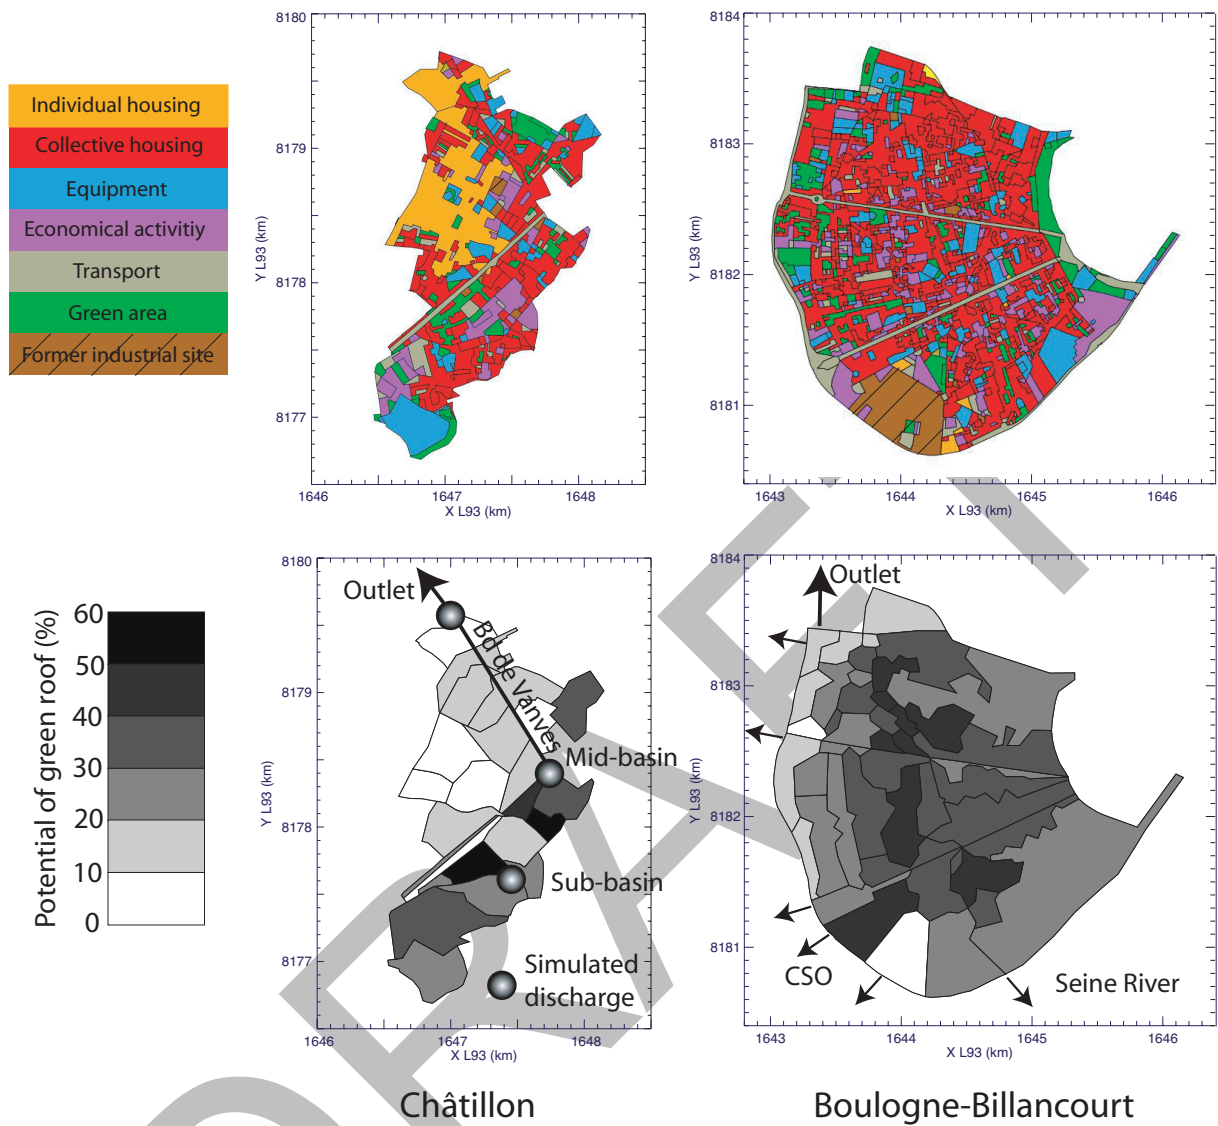 Individual housing
Collective housing
Equipment
Economical activitiy
Transport
Green area
Former industrial site
8180
8179
8178
8177
Y L93 (km)
1646 1647 1648
X L93 (km)
8184
8183
8182
8181
Y L93 (km)
1643 1644 1645 1646
X L93 (km)
Potential of green roof (%)
60
50
40
30
20
10
0
8180
8179
8178
8177
Y L93 (km)
Outlet
Bd de Vanves
Mid-basin
Sub-basin
Simulated
discharge
1646 1647 1648
X L93 (km)
Châtillon
8184
8183
8182
8181
Y L93 (km)
Outlet
CSO
Seine River
1643 1644 1645 1646
X L93 (km)
Boulogne-Billancourt
DRAFT